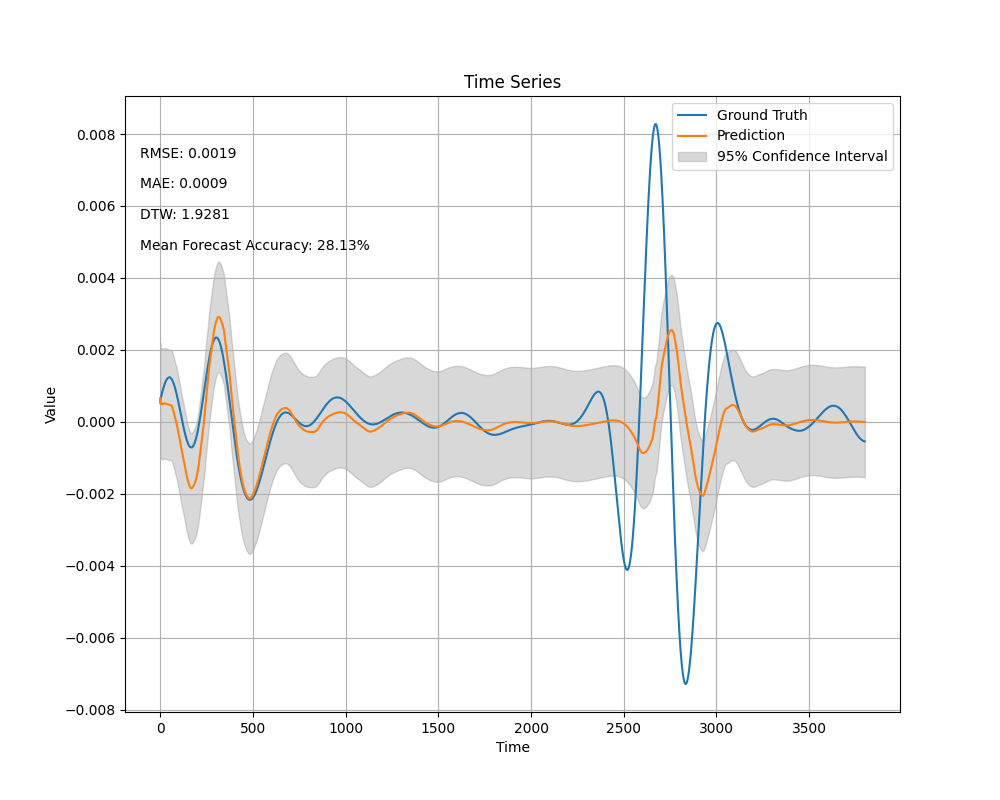 Time Series
Ground Truth
Prediction
95% Confidence Interval
RMSE: 0.0019
MAE: 0.0009
DTW: 1.9281
Mean Forecast Accuracy: 28.13%
0.008
0.006
0.004
0.002
0.000
−0.002
−0.004
−0.006
−0.008
Value
0 500 1000 1500 2000 2500 3000 3500
Time